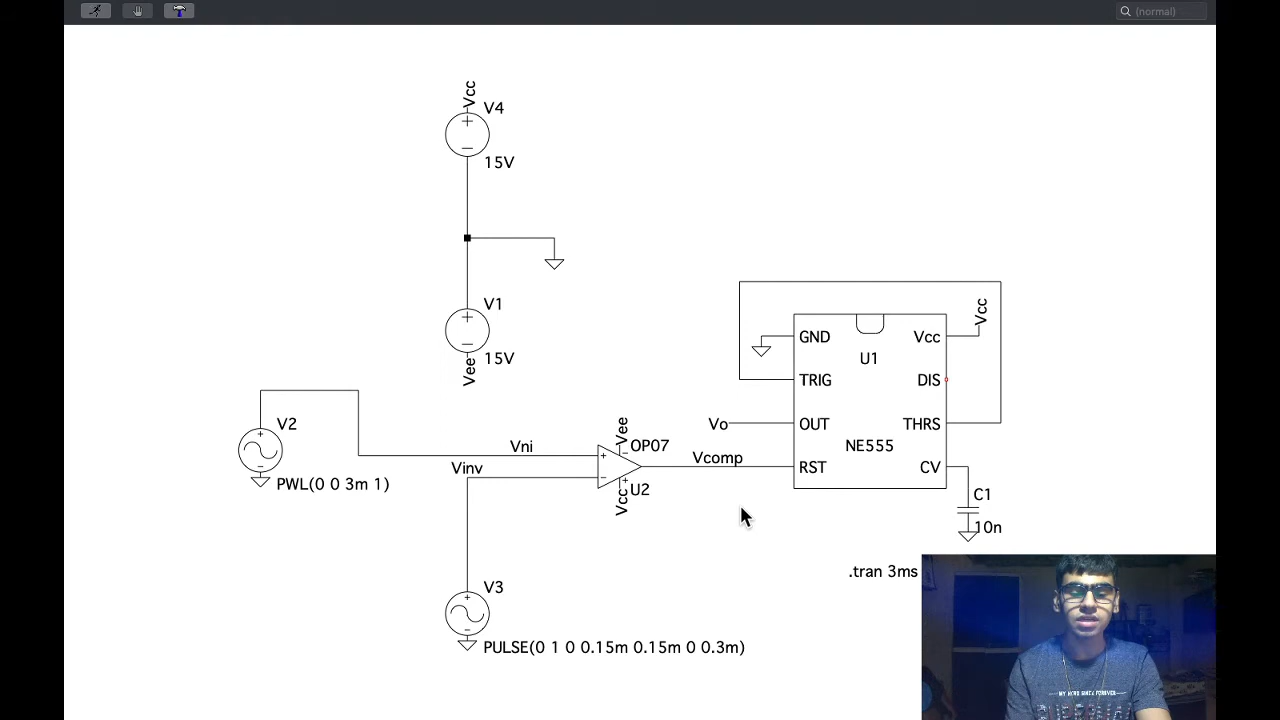 (normal)
Vcc
V4
15V
V1
15V
Vee
V2
PWL(0 0 3m 1)
Vni
Vinv
Vee
OP07
U2
Vcc
Vcomp
V3
PULSE(0 1 0 0.15m 0.15m 0 0.3m)
Vo
GND
Vcc
Vcc
U1
TRIG
DIS
OUT
THRS
NE555
RST
CV
C1
10n
.tran 3ms